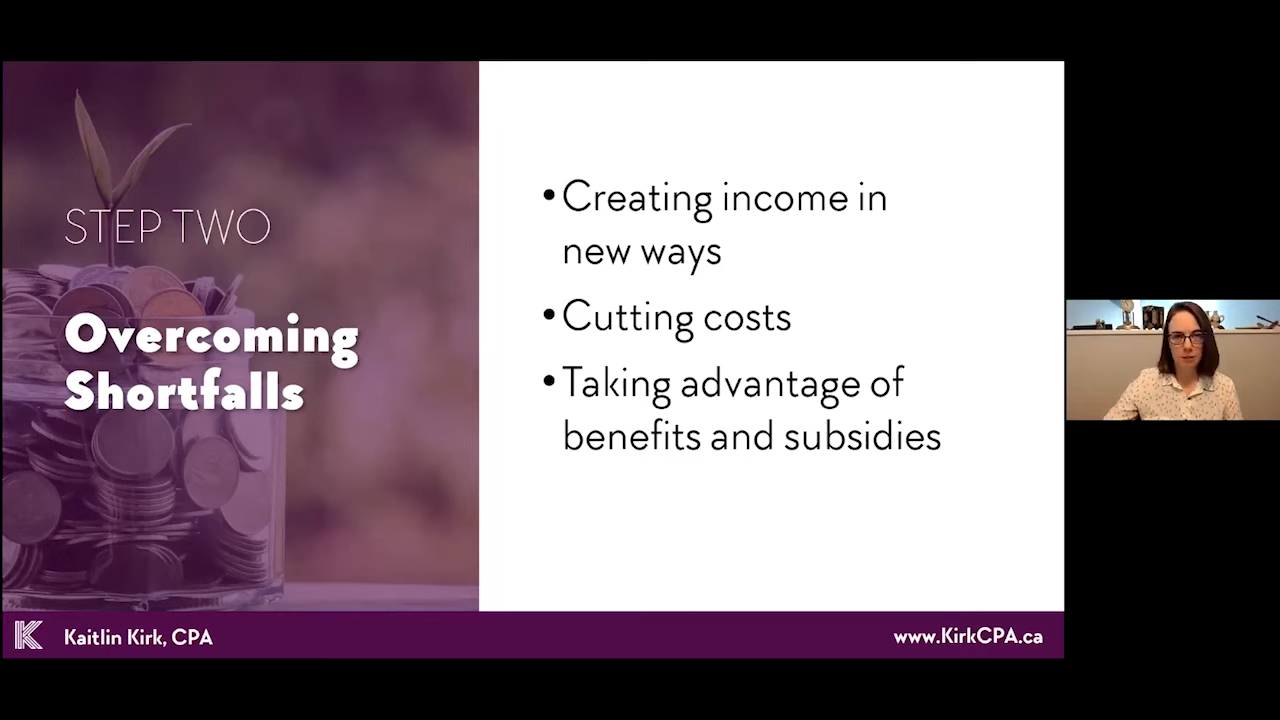 STEP TWO
Overcoming
Shortfalls
•Creating income in
new ways
•Cutting costs
•Taking advantage of
benefits and subsidies
K Kaitlin Kirk, CPA
www.KirkCPA.ca